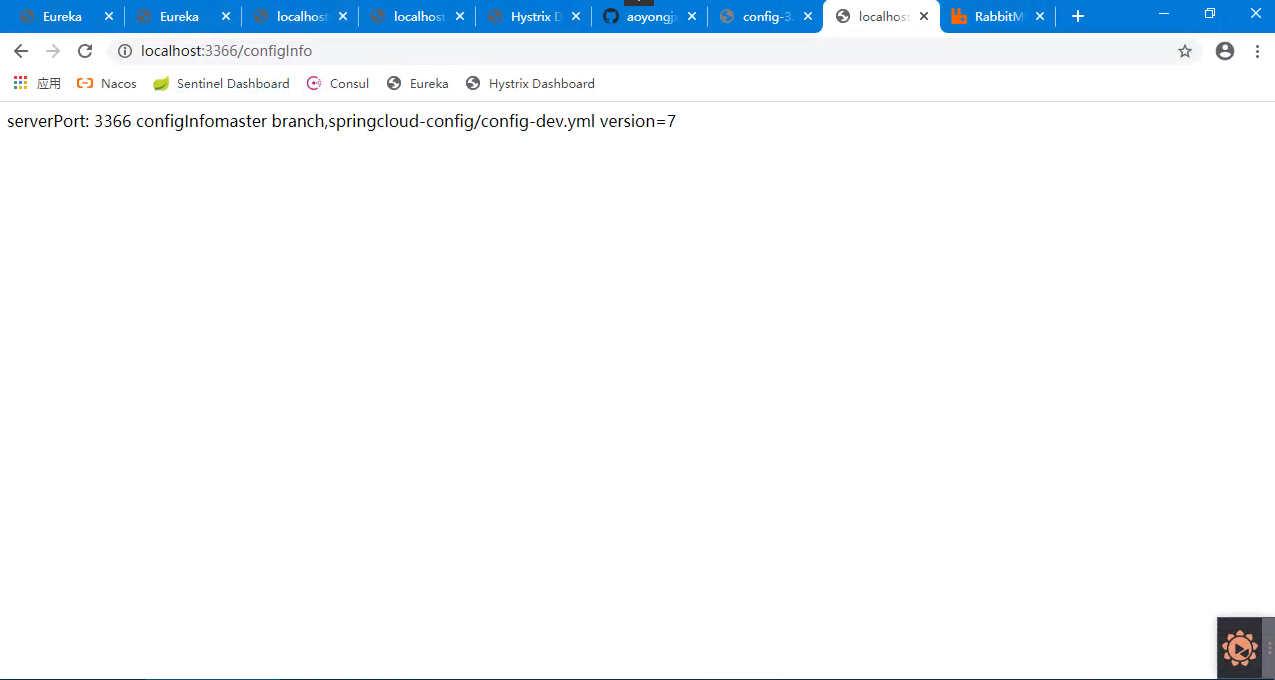 Eureka Eureka localhost localhost Hystrix D aoyongjx config-3 localhost RabbitM
localhost:3366/configInfo
应用 Nacos Sentinel Dashboard Consul Eureka Hystrix Dashboard
serverPort: 3366 configInfomaster branch,springcloud-config/config-dev.yml version=7